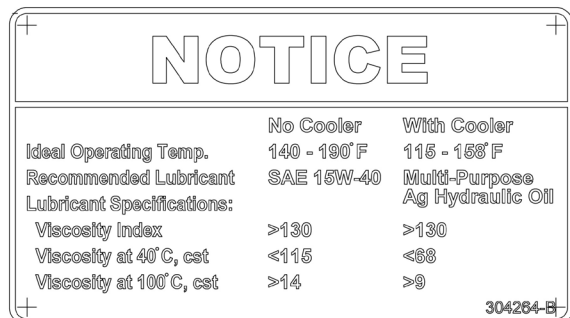 NOTICE
No Cooler With Cooler
Ideal Operating Temp. 140 - 190°F 115 - 158°F
Recommended Lubricant SAE 15W-40 Multi-Purpose
Ag Hydraulic Oil
Lubricant Specifications:
Viscosity Index >130 >130
Viscosity at 40°C, cst <115 <68
Viscosity at 100°C, cst >14 >9
304264-B